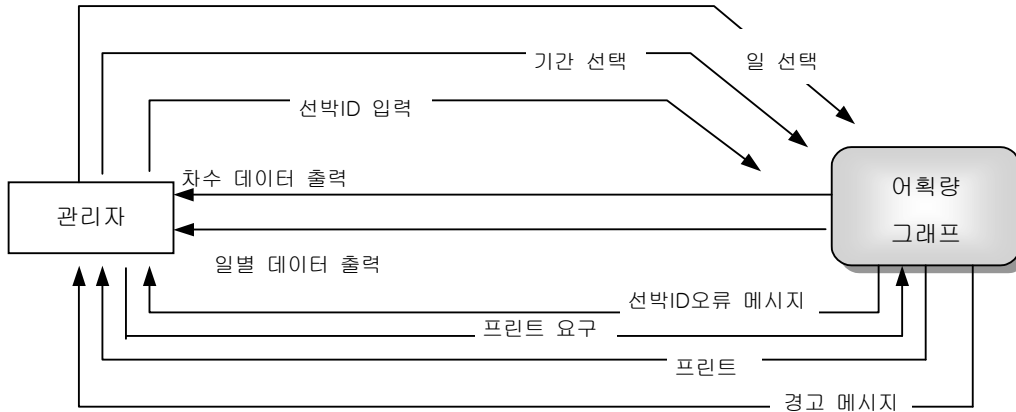 일 선택
기간 선택
선박ID 입력
차수 데이터 출력
관리자
어획량
그래프
일별 데이터 출력
선박ID오류 메시지
프린트 요구
프린트
경고 메시지